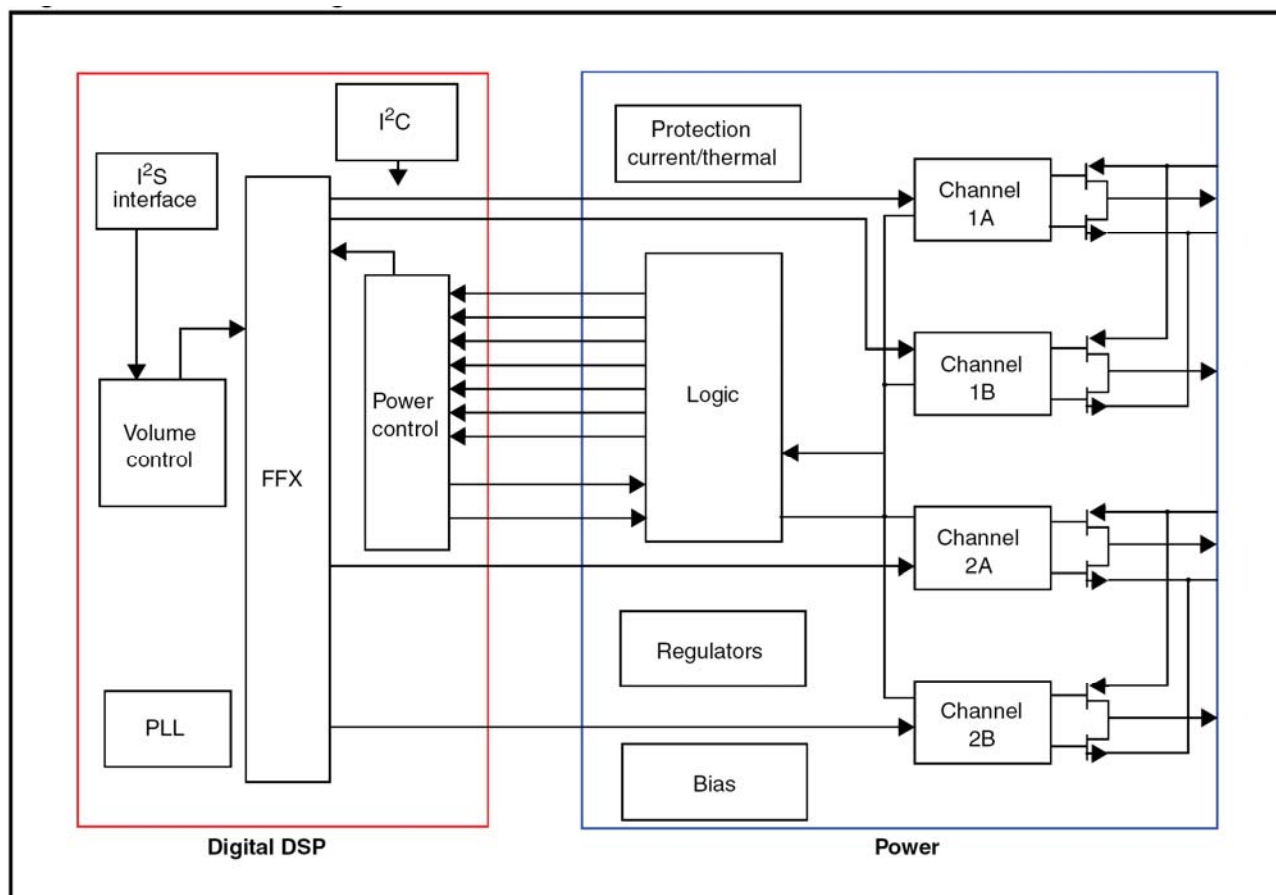 I²C
I²S
interface
Volume
control
FFX
Power
control
PLL
Digital DSP
Protection
current/thermal
Logic
Regulators
Bias
Channel
1A
Channel
1B
Channel
2A
Channel
2B
Power